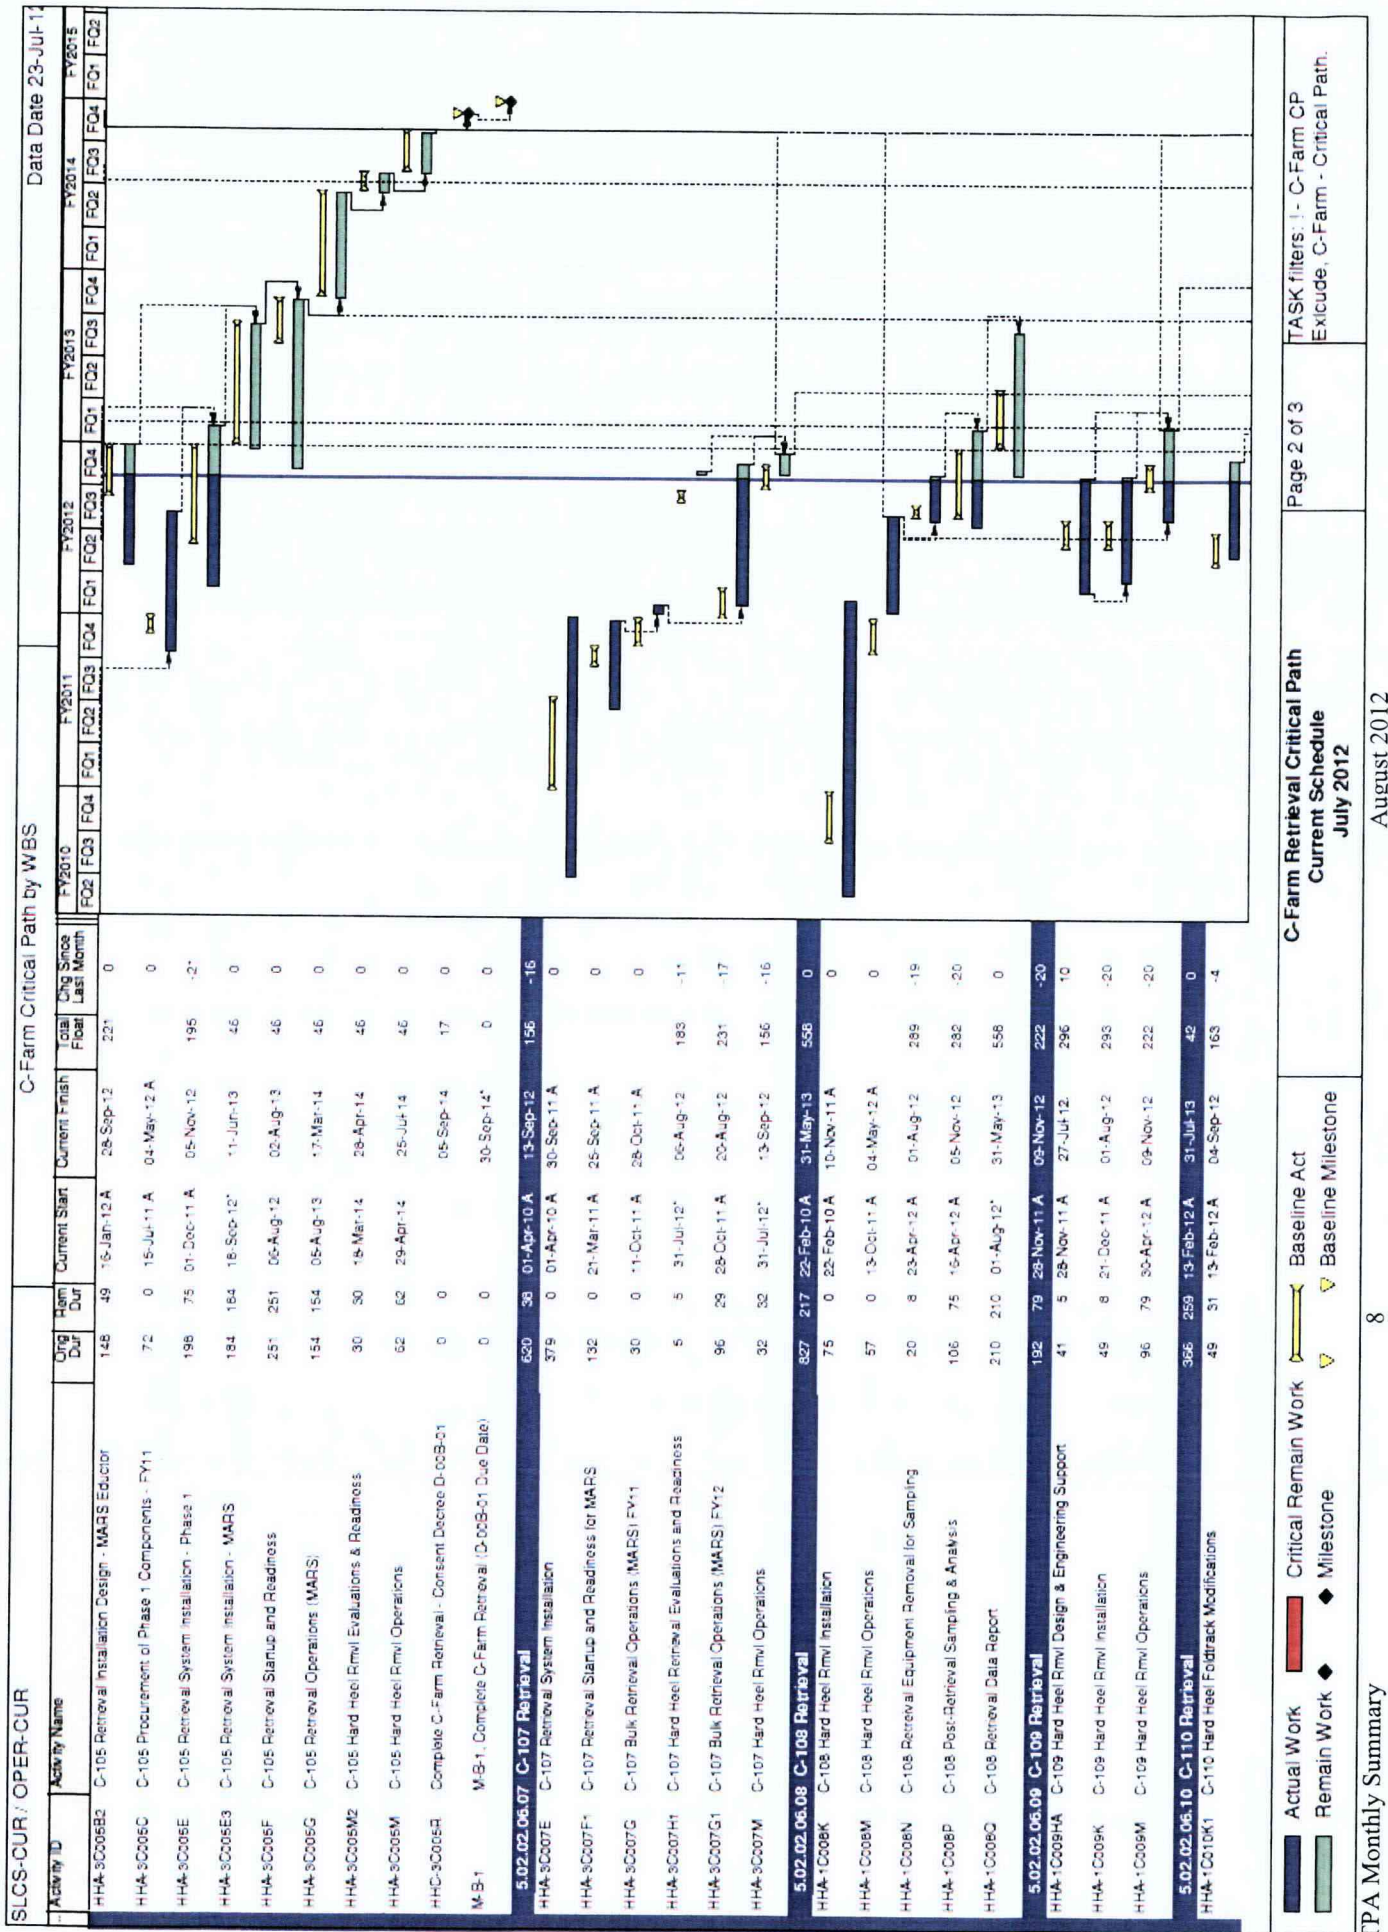 SLCS-CUR / OPER-CUR C-Farm Critical Path by WBS Data Date 23-Jul-12
Activity ID Activity Name Org Dur Rem Dur Current Start Current Finish Total Float Chg Since Last Month
FY2010 FY2011 FY2012 FY2013 FY2014 FY2015
FQ2 FQ3 FQ4 FQ1 FQ2 FQ3 FQ4 FQ1 FQ2 FQ3 FQ4 FQ1 FQ2 FQ3 FQ4 FQ1 FQ2 FQ3 FQ4 FQ1 FQ2
HHA-3C005B2 C-105 Retrieval Installation Design - MARS Eductor 148 49 16-Jan-12 A 28-Sep-12 221 0
HHA-3C005C C-105 Procurement of Phase 1 Components - FY11 72 0 15-Jul-11 A 04-May-12 A 0
HHA-3C005E C-105 Retrieval System Installation - Phase 1 198 75 01-Dec-11 A 05-Nov-12 195
HHA-3C005E3 C-105 Retrieval System Installation - MARS 184 184 18-Sep-12* 11-Jun-13 46 0
HHA-3C005F C-105 Retrieval Startup and Readiness 251 251 06-Aug-12 02-Aug-13 46 0
HHA-3C005G C-105 Retrieval Operations (MARS) 154 154 05-Aug-13 17-Mar-14 46 0
HHA-3C005M2 C-105 Hard Heel Rmvl Evaluations & Readiness 30 30 18-Mar-14 28-Apr-14 46 0
HHA-3C005M C-105 Hard Heel Rmvl Operations 62 62 29-Apr-14 25-Jul-14 46 0
HHC-3C005R Complete C-Farm Retrieval - Consent Decree D-00B-01 0 0 05-Sep-14 17 0
M-B-1 M-B-1, Complete C-Farm Retrieval (D-00B-01 Due Date) 0 0 30-Sep-14* 0 0
5.02.02.06.07 C-107 Retrieval 620 38 01-Apr-10 A 13-Sep-12 156 -16
HHA-3C007E C-107 Retrieval System Installation 379 0 01-Apr-10 A 30-Sep-11 A 0
HHA-3C007F1 C-107 Retrieval Startup and Readiness for MARS 132 0 21-Mar-11 A 25-Sep-11 A 0
HHA-3C007G C-107 Bulk Retrieval Operations (MARS) FY11 30 0 11-Oct-11 A 28-Oct-11 A 0
HHA-3C007H1 C-107 Hard Heel Retrieval Evaluations and Readiness 5 5 31-Jul-12* 06-Aug-12 183 -11
HHA-3C007G1 C-107 Bulk Retrieval Operations (MARS) FY12 96 29 28-Oct-11 A 20-Aug-12 231 -17
HHA-3C007M C-107 Hard Heel Rmvl Operations 32 32 31-Jul-12* 13-Sep-12 156 -16
5.02.02.06.08 C-108 Retrieval 827 217 22-Feb-10 A 31-May-13 558 0
HHA-1C008K C-108 Hard Heel Rmvl Installation 75 0 22-Feb-10 A 10-Nov-11 A 0
HHA-1C008M C-108 Hard Heel Rmvl Operations 57 0 13-Oct-11 A 04-May-12 A 0
HHA-1C008N C-108 Retreival Equipment Removal for Sampling 20 8 23-Apr-12 A 01-Aug-12 289 -19
HHA-1C008P C-108 Post-Retrieval Sampling & Analysis 106 75 16-Apr-12 A 05-Nov-12 282 -20
HHA-1C008Q C-108 Retrieval Data Report 210 210 01-Aug-12* 31-May-13 558 0
5.02.02.06.09 C-109 Retrieval 192 79 28-Nov-11 A 09-Nov-12 222 -20
HHA-1C009HA C-109 Hard Heel Rmvl Design & Engineering Support 41 5 28-Nov-11 A 27-Jul-12 296 10
HHA-1C009K C-109 Hard Heel Rmvl Installation 49 8 21-Dec-11 A 01-Aug-12 293 -20
HHA-1C009M C-109 Hard Heel Rmvl Operations 96 79 30-Apr-12 A 09-Nov-12 222 -20
5.02.02.06.10 C-110 Retrieval 366 259 13-Feb-12 A 31-Jul-13 42 0
HHA-1C010K1 C-110 Hard Heel Foldtrack Modifications 49 31 13-Feb-12 A 04-Sep-12 163 -4
Actual Work Critical Remain Work Baseline Act
Remain Work Milestone Baseline Milestone
C-Farm Retrieval Critical Path
Current Schedule
July 2012
Page 2 of 3
TASK filters: ! - C-Farm CP
Exlcude, C-Farm - Critical Path.
TPA Monthly Summary 8 August 2012